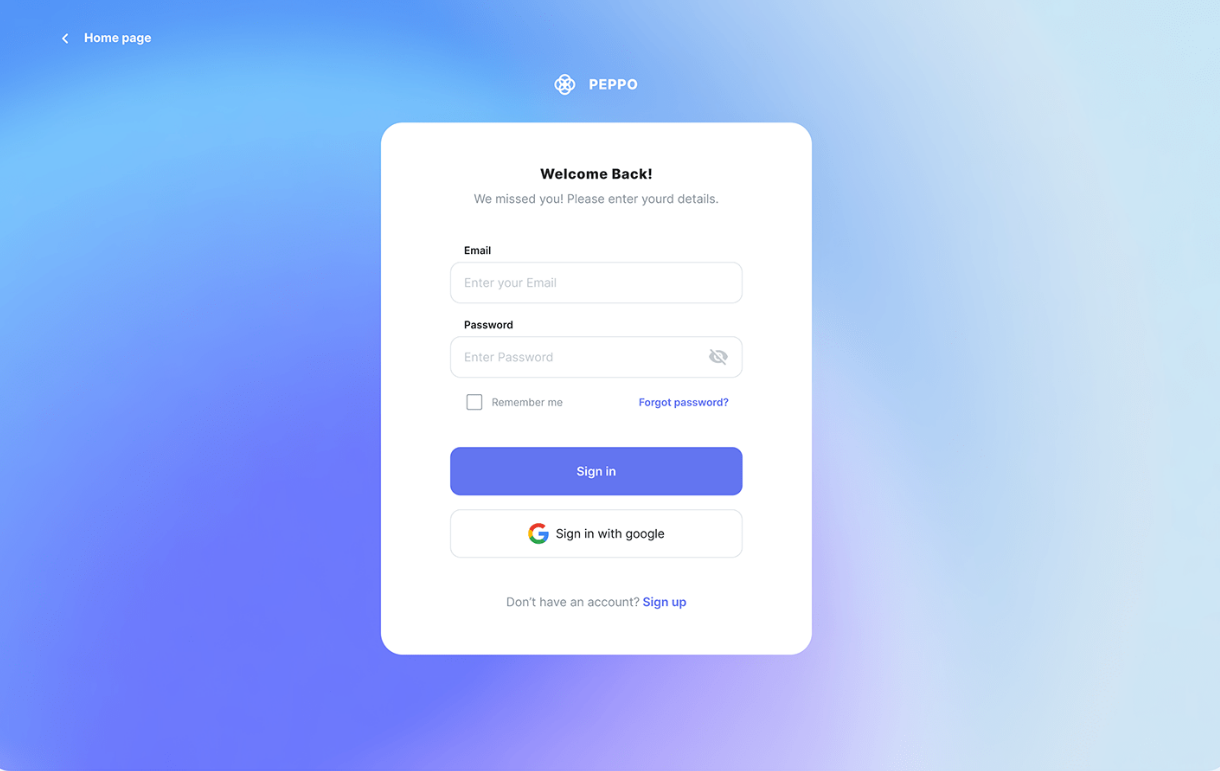 Home page
PEPPO
Welcome Back!
We missed you! Please enter yourd details.
Email
Enter your Email
Password
Enter Password
Remember me
Forgot password?
Sign in
Sign in with google
Don't have an account? Sign up